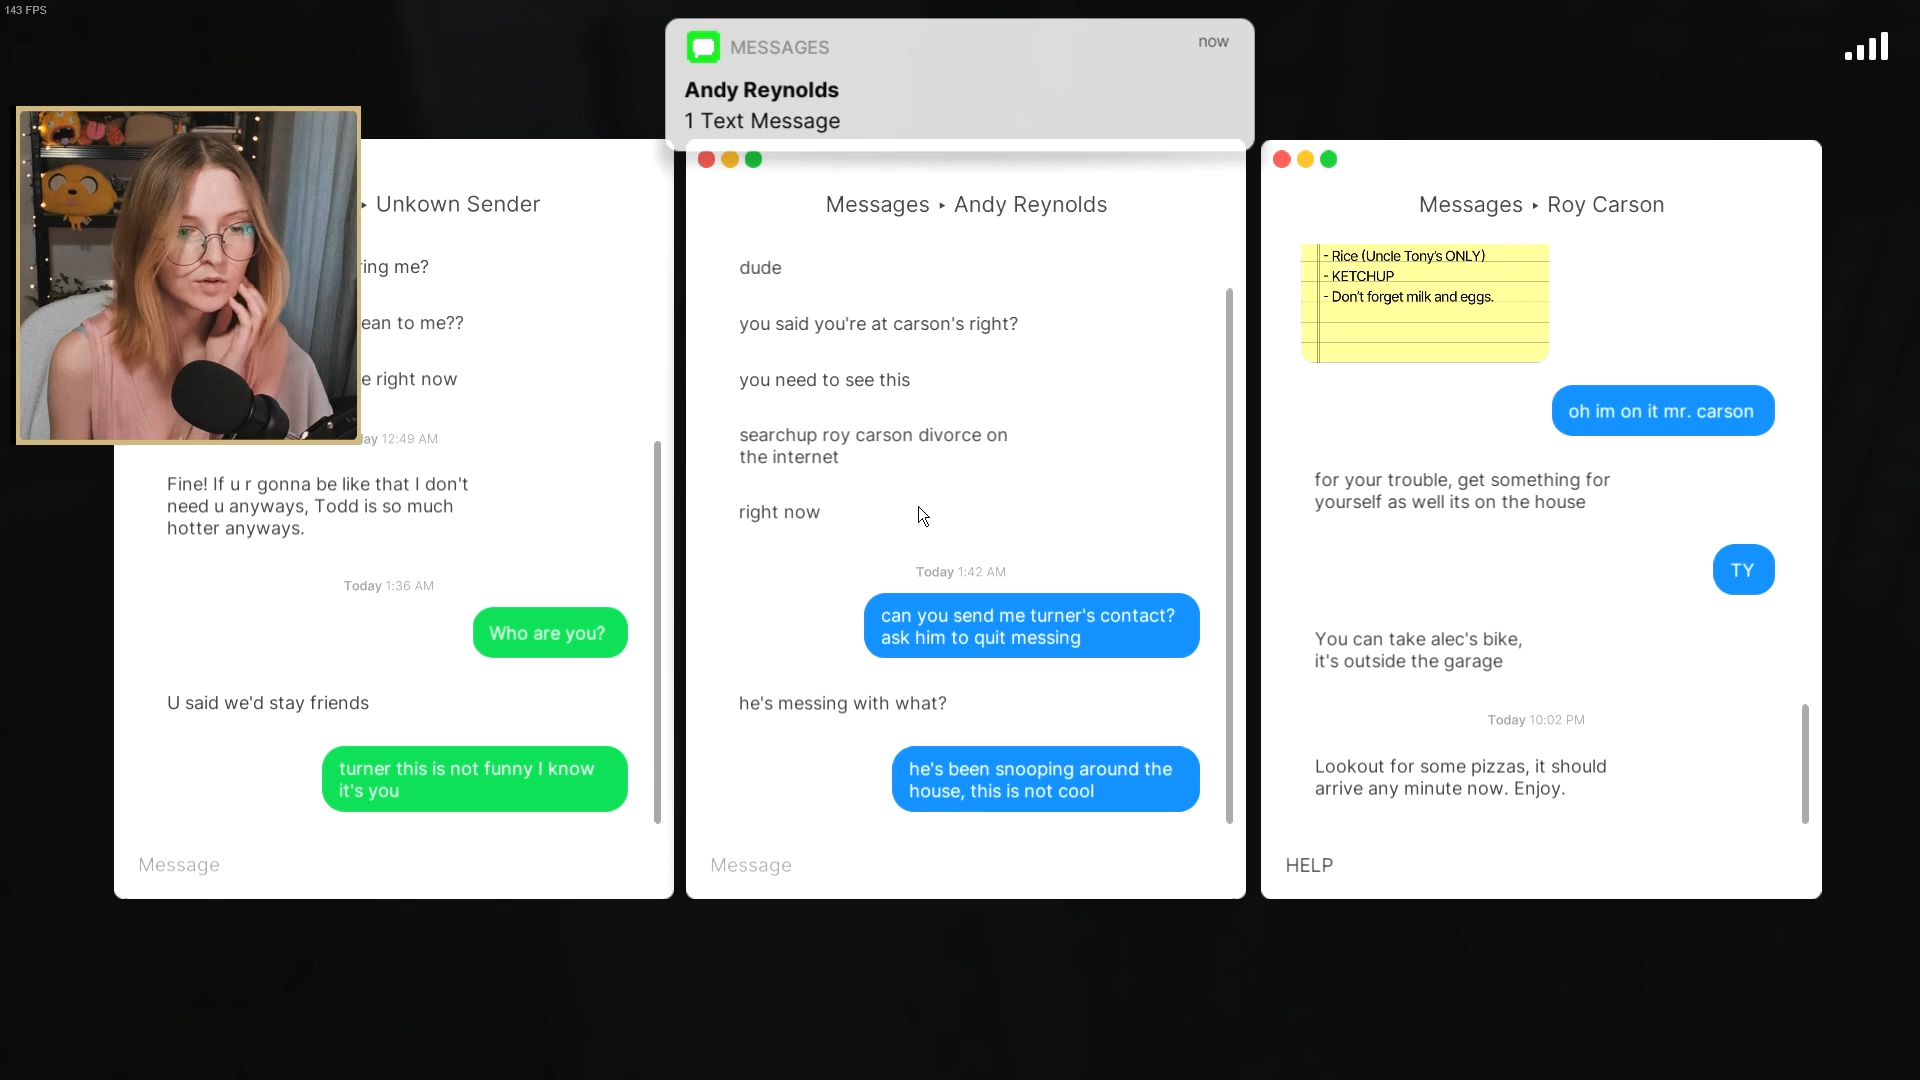 143 FPS
MESSAGES
now
Andy Reynolds
1 Text Message
Unkown Sender
ring me?
ean to me??
e right now
ay 12:49 AM
Fine! If u r gonna be like that I don't
need u anyways, Todd is so much
hotter anyways.
Today 1:36 AM
Who are you?
U said we'd stay friends
turner this is not funny I know
it's you
Message
Messages ‣ Andy Reynolds
dude
you said you're at carson's right?
you need to see this
searchup roy carson divorce on
the internet
right now
Today 1:42 AM
can you send me turner's contact?
ask him to quit messing
he's messing with what?
he's been snooping around the
house, this is not cool
Message
Messages ‣ Roy Carson
- Rice (Uncle Tony's ONLY)
- KETCHUP
- Don't forget milk and eggs.
oh im on it mr. carson
for your trouble, get something for
yourself as well its on the house
TY
You can take alec's bike,
it's outside the garage
Today 10:02 PM
Lookout for some pizzas, it should
arrive any minute now. Enjoy.
HELP